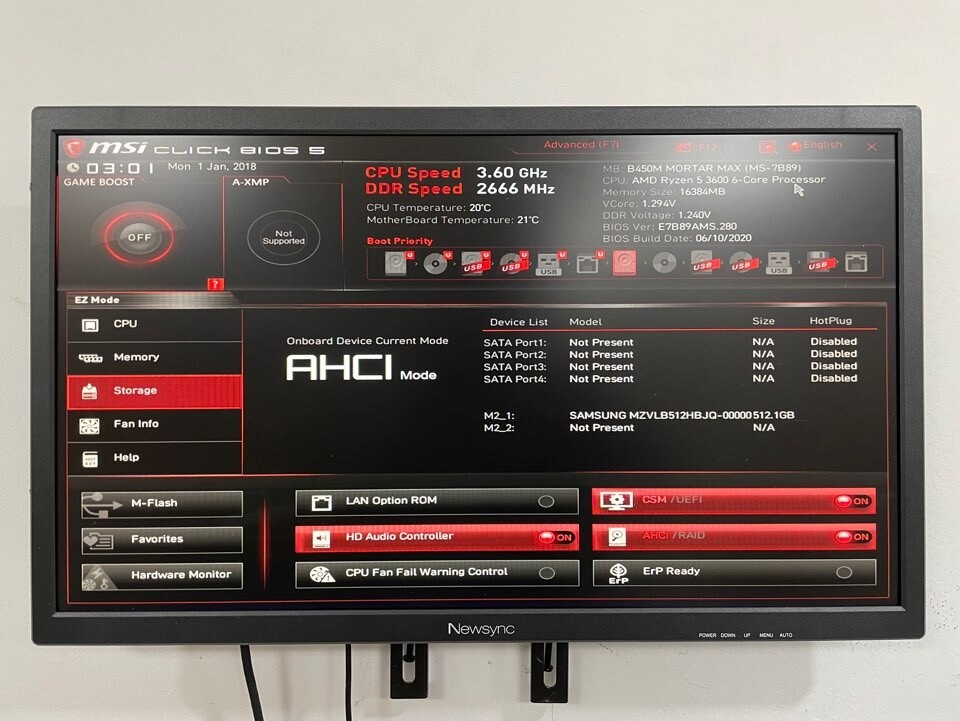 msi CLICK BIOS 5
Advanced (F7)
F12
English
X
03:01 Mon 1 Jan, 2018
GAME BOOST
OFF
A-XMP
Not
Supported
CPU Speed 3.60 GHz
DDR Speed 2666 MHz
CPU Temperature: 20°C
MotherBoard Temperature: 21°C
MB: B450M MORTAR MAX (MS-7B89)
CPU: AMD Ryzen 5 3600 6-Core Processor
Memory Size: 16384MB
VCore: 1.294V
DDR Voltage: 1.240V
BIOS Ver: E7B89AMS.280
BIOS Build Date: 06/10/2020
Boot Priority
U U U U U U
USB USB USB USB USB USB USB
?
EZ Mode
CPU
Memory
Storage
Fan Info
Help
Onboard Device Current Mode
AHCI Mode
Device List Model Size HotPlug
SATA Port1: Not Present N/A Disabled
SATA Port2: Not Present N/A Disabled
SATA Port3: Not Present N/A Disabled
SATA Port4: Not Present N/A Disabled
M2_1: SAMSUNG MZVLB512HBJQ-00000 512.1GB
M2_2: Not Present N/A
M-Flash
Favorites
Hardware Monitor
LAN Option ROM
HD Audio Controller ON
CPU Fan Fail Warning Control
CSM /UEFI ON
AHCI /RAID ON
ErP
ErP Ready
Newsync
POWER DOWN UP MENU AUTO